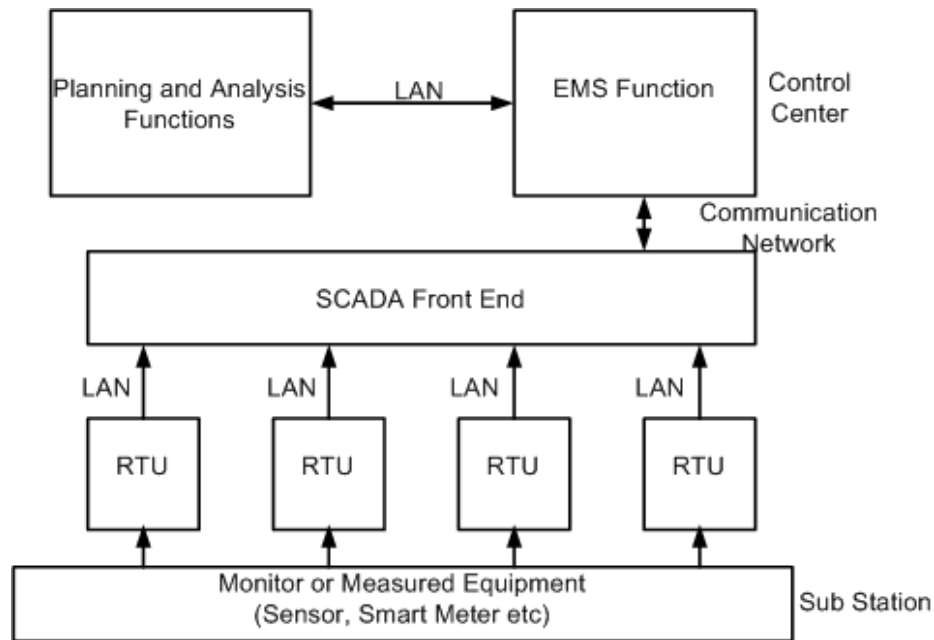 Planning and Analysis
Functions
LAN
EMS Function
Control
Center
Communication
Network
SCADA Front End
LAN
LAN
LAN
LAN
RTU
RTU
RTU
RTU
Monitor or Measured Equipment
(Sensor, Smart Meter etc)
Sub Station